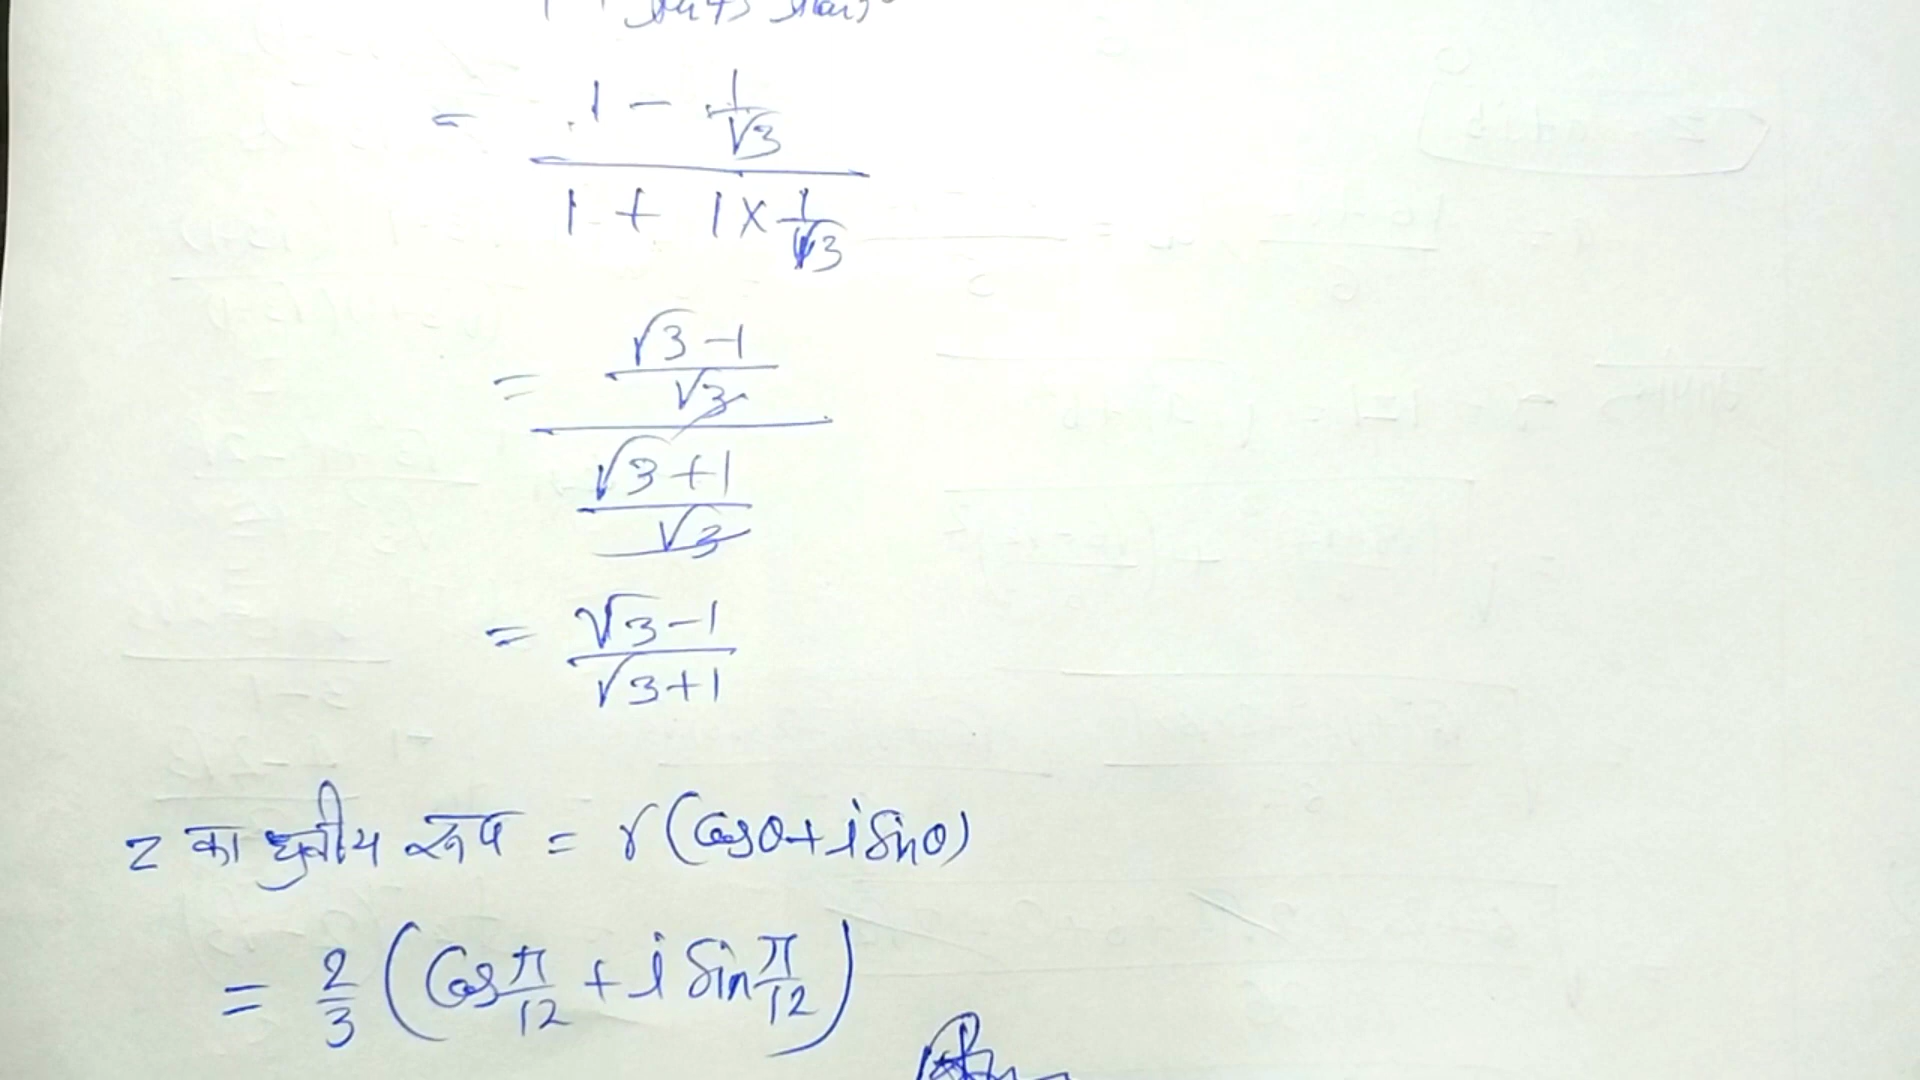 = 1 - 1/√3
1 + 1 × 1/√3
= √3-1/√3
√3+1/√3
= √3-1/√3+1
z का ध्रुवीय रूप = r(cosθ+isinθ)
= 2/3 (Cos π/12 + i Sin π/12)